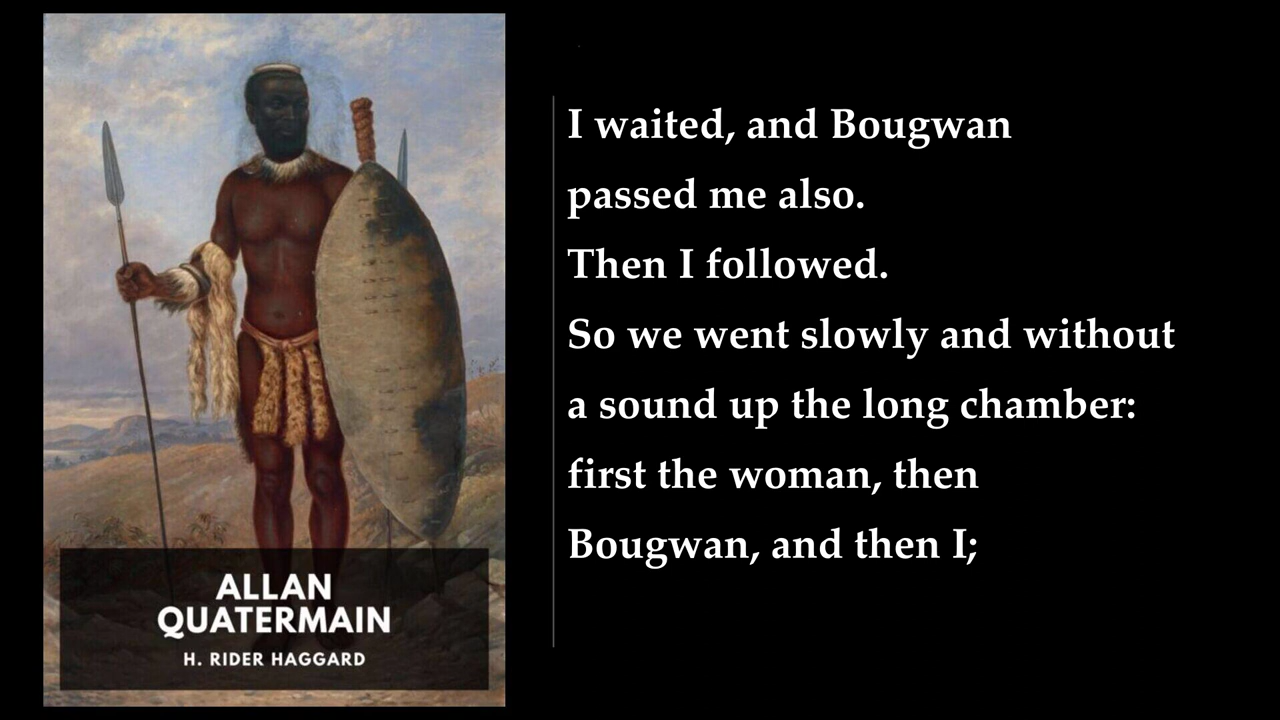 ALLAN
QUATERMAIN
H. RIDER HAGGARD
I waited, and Bougwan
passed me also.
Then I followed.
So we went slowly and without
a sound up the long chamber:
first the woman, then
Bougwan, and then I;